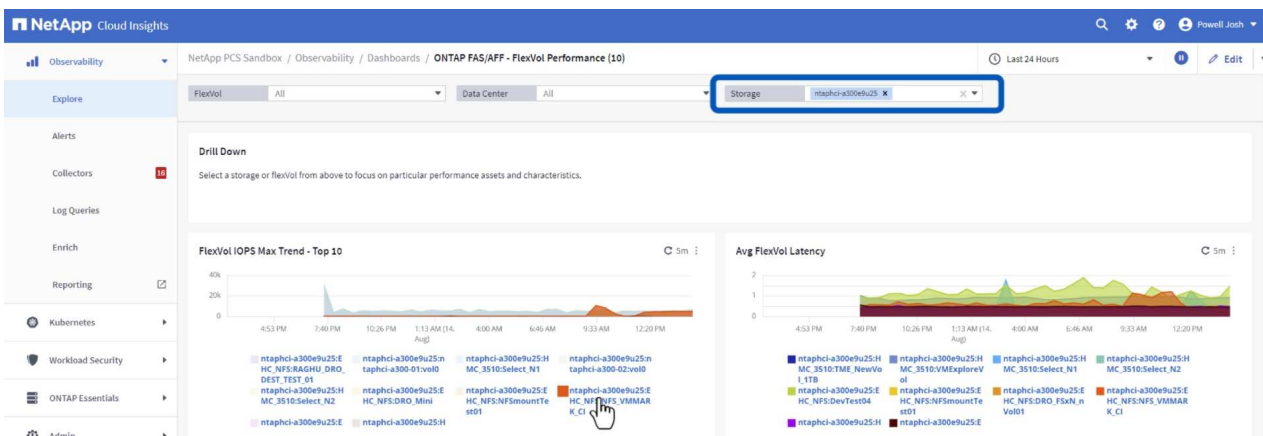 NetApp Cloud Insights
Powell Josh
Observability
NetApp PCS Sandbox / Observability / Dashboards / ONTAP FAS/AFF - FlexVol Performance (10)
Last 24 Hours
Edit
Explore
FlexVol
All
Data Center
All
Storage
ntaphci-a300e9u25
Alerts
Collectors
16
Log Queries
Enrich
Reporting
Kubernetes
Workload Security
ONTAP Essentials
Admin
Drill Down
Select a storage or flexVol from above to focus on particular performance assets and characteristics.
FlexVol IOPS Max Trend - Top 10
5m
40k
20k
0
4:53 PM
7:40 PM
10:26 PM
1:13 AM (14.
Aug)
4:00 AM
6:46 AM
9:33 AM
12:20 PM
ntaphci-a300e9u25:E
HC_NFS:RAGHU_DRO_
DEST_TEST_01
ntaphci-a300e9u25:n
taphci-a300-01:vol0
ntaphci-a300e9u25:H
MC_3510:Select_N1
ntaphci-a300e9u25:n
taphci-a300-02:vol0
ntaphci-a300e9u25:H
MC_3510:Select_N2
ntaphci-a300e9u25:E
HC_NFS:DRO_Mini
ntaphci-a300e9u25:E
HC_NFS:NFSmountTe
st01
ntaphci-a300e9u25:E
HC_NFS:NFS_VMMAR
K_CI
ntaphci-a300e9u25:E
ntaphci-a300e9u25:H
Avg FlexVol Latency
5m
2
1
0
4:53 PM
7:40 PM
10:26 PM
1:13 AM (14.
Aug)
4:00 AM
6:46 AM
9:33 AM
12:20 PM
ntaphci-a300e9u25:H
MC_3510:TME_NewVo
l_1TB
ntaphci-a300e9u25:H
MC_3510:VMExploreV
ol
ntaphci-a300e9u25:H
MC_3510:Select_N1
ntaphci-a300e9u25:H
MC_3510:Select_N2
ntaphci-a300e9u25:E
HC_NFS:DevTest04
ntaphci-a300e9u25:E
HC_NFS:NFSmountTe
st01
ntaphci-a300e9u25:E
HC_NFS:DRO_FSxN_n
Vol01
ntaphci-a300e9u25:E
HC_NFS:NFS_VMMAR
K_CI
ntaphci-a300e9u25:H
ntaphci-a300e9u25:E